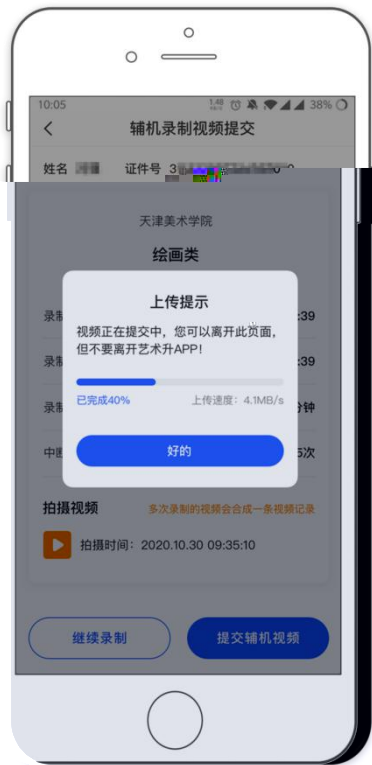 10:05
1.48
38%
辅机录制视频提交
姓名
证件号 3
天津美术学院
绘画类
上传提示
视频正在提交中，您可以离开此页面，
但不要离开艺术升APP！
已完成40%
上传速度：4.1MB/s
好的
录制
:39
录制
:39
录制
分钟
中断
5次
拍摄视频
多次录制的视频会合成一条视频记录
拍摄时间：2020.10.30 09:35:10
继续录制
提交辅机视频